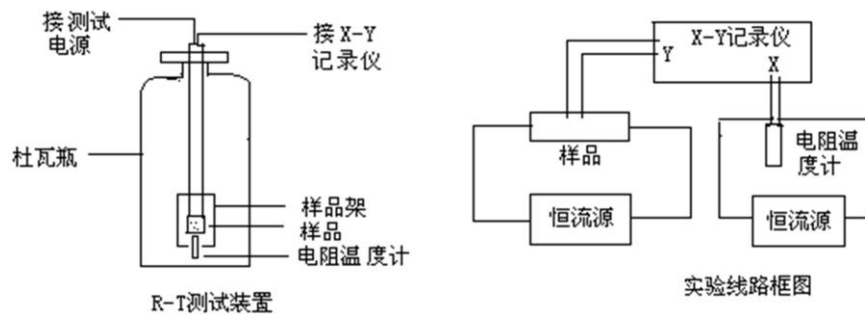 接测试
电源
接X-Y
记录仪
杜瓦瓶
样品架
样品
电阻温度计
R-T测试装置
X-Y记录仪
Y
X
样品
电阻温
度计
恒流源
恒流源
实验线路框图